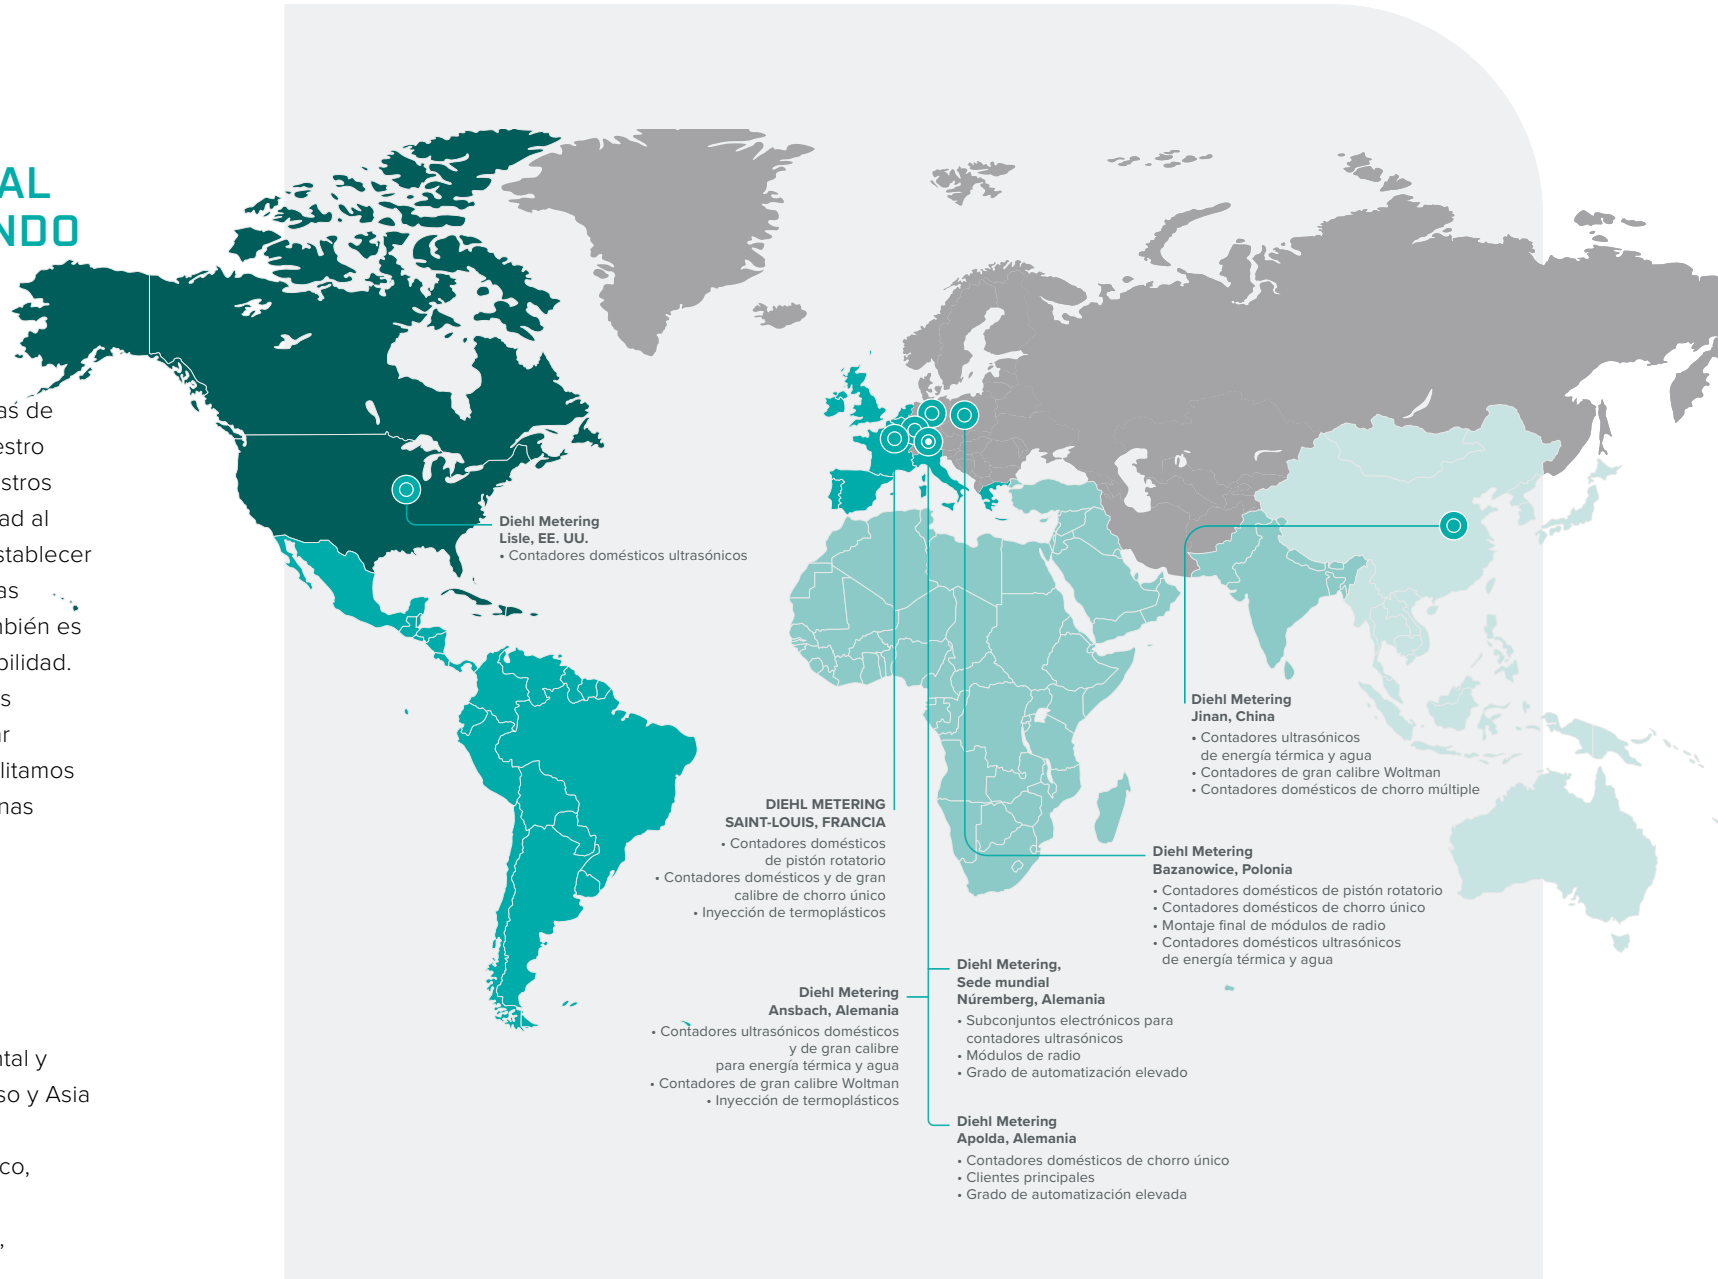 AL
NDO
as de
estro
stros
ad al
stablecer
as
mbién es
bilidad.
s
ar
litamos
nas
ntal y
so y Asia
co,
,
Diehl Metering
Lisle, EE. UU.
• Contadores domésticos ultrasónicos
DIEHL METERING
SAINT-LOUIS, FRANCIA
• Contadores domésticos
de pistón rotatorio
• Contadores domésticos y de gran
calibre de chorro único
• Inyección de termoplásticos
Diehl Metering
Ansbach, Alemania
• Contadores ultrasónicos domésticos
y de gran calibre
para energía térmica y agua
• Contadores de gran calibre Woltman
• Inyección de termoplásticos
Diehl Metering,
Sede mundial
Núremberg, Alemania
• Subconjuntos electrónicos para
contadores ultrasónicos
• Módulos de radio
• Grado de automatización elevado
Diehl Metering
Apolda, Alemania
• Contadores domésticos de chorro único
• Clientes principales
• Grado de automatización elevada
Diehl Metering
Jinan, China
• Contadores ultrasónicos
de energía térmica y agua
• Contadores de gran calibre Woltman
• Contadores domésticos de chorro múltiple
Diehl Metering
Bazanowice, Polonia
• Contadores domésticos de pistón rotatorio
• Contadores domésticos de chorro único
• Montaje final de módulos de radio
• Contadores domésticos ultrasónicos
de energía térmica y agua